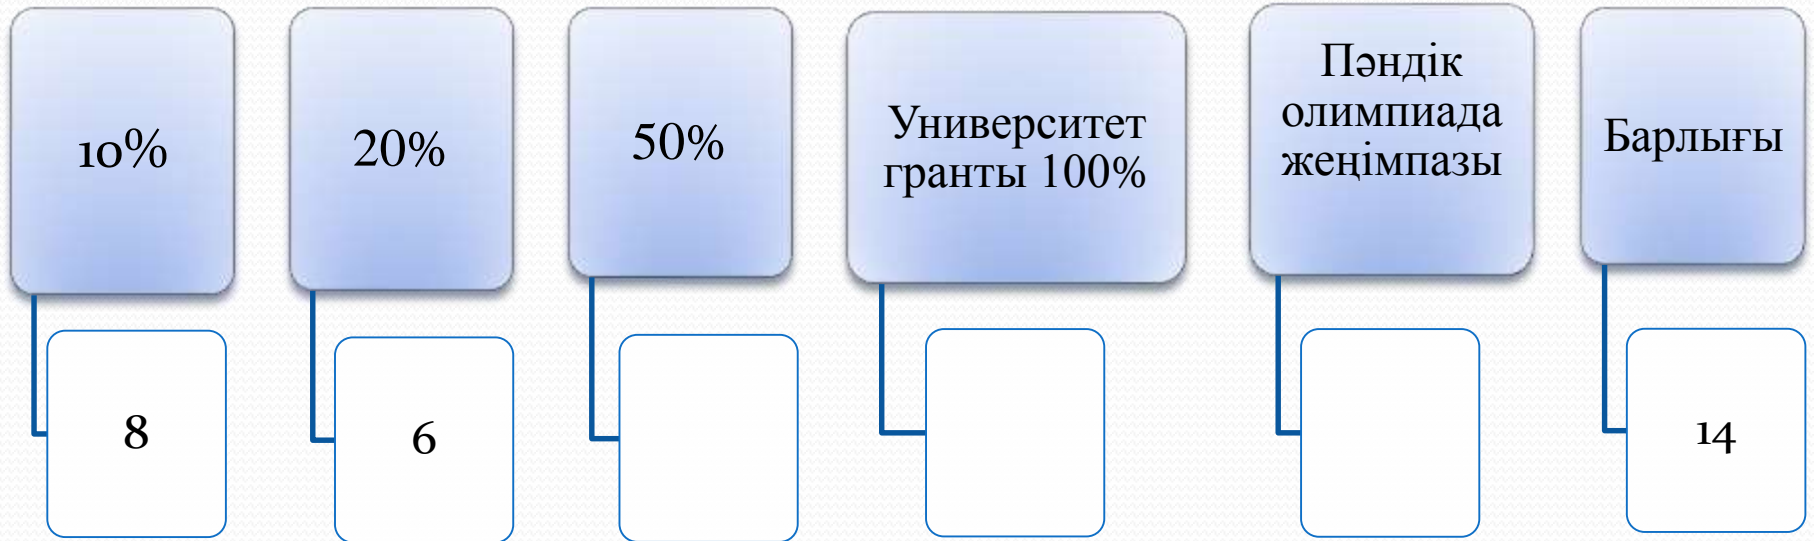 10%
20%
50%
Университет
гранты 100%
Пәндік
олимпиада
жеңімпазы
Барлығы
8
6
14